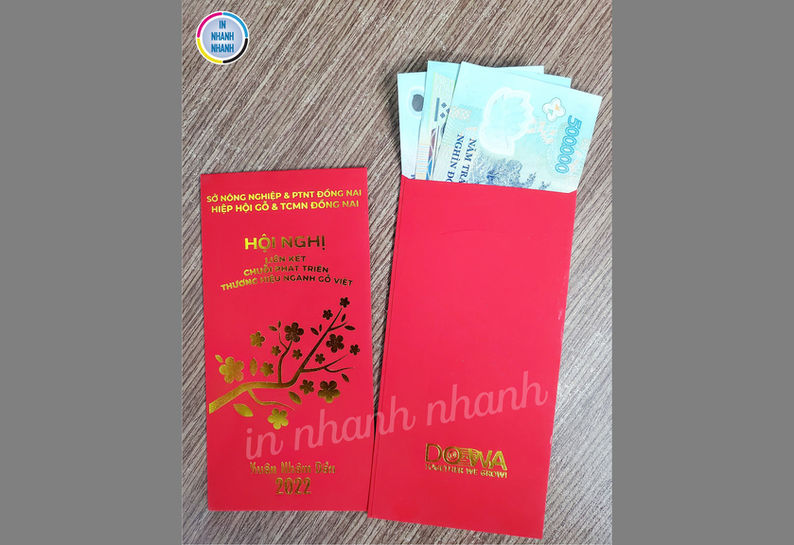 IN
NHANH
NHANH
500000
NĂM TRĂ
NGHÌN Đ
SỞ NÔNG NGHIỆP & PTNT ĐỒNG NAI
HIỆP HỘI GỖ & TCMN ĐỒNG NAI
HỘI NGHỊ
LIÊN KẾT
CHUỖI PHÁT TRIỂN
THƯƠNG HIỆU NGÀNH GỖ VIỆT
in nhanh nhanh
DOWA
TOGETHER WE GROW!
Xuân Nhâm Dần
2022